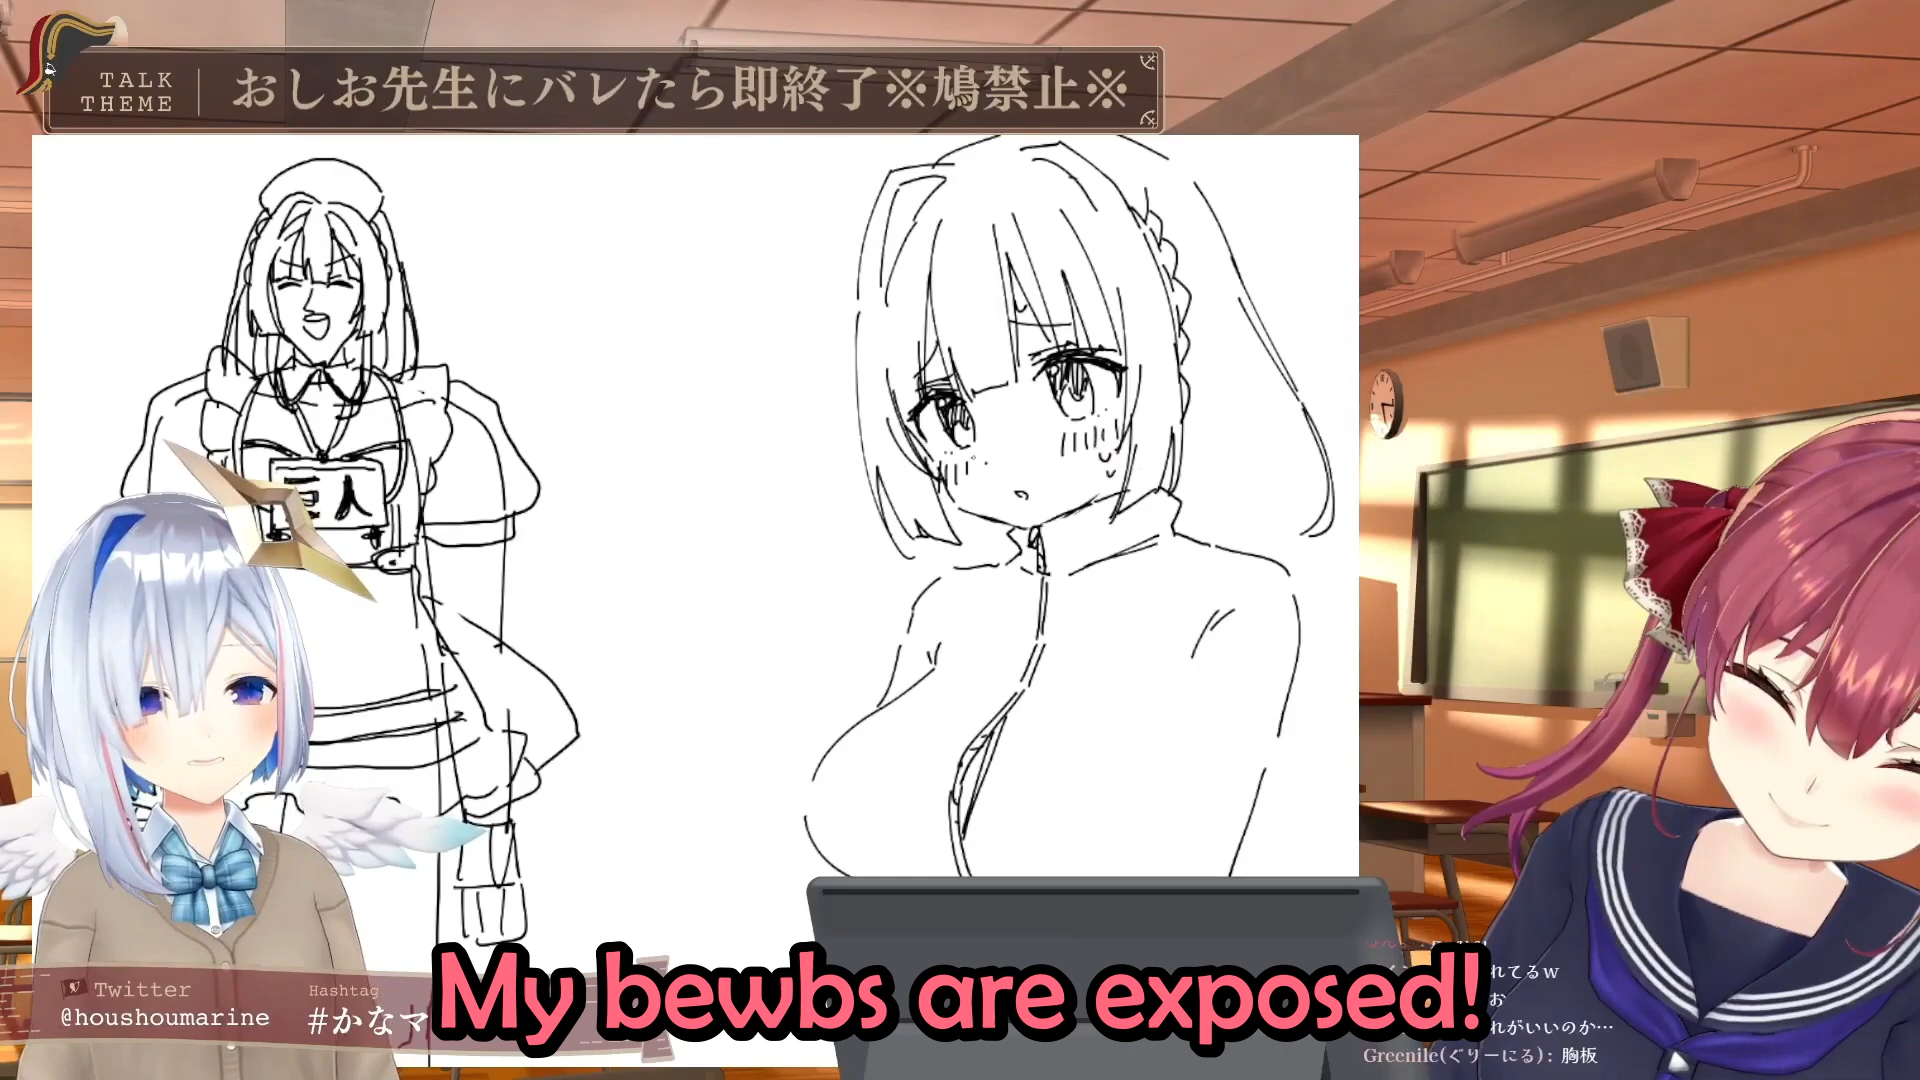 TALK
THEME
おしお先生にバレたら即終了※鳩禁止※
巨人
Twitter
@houshoumarine
Hashtag
#かなマ
My bewbs are exposed!
れてるw
お
れがいいのか…
Greenile(ぐりーにる): 胸板